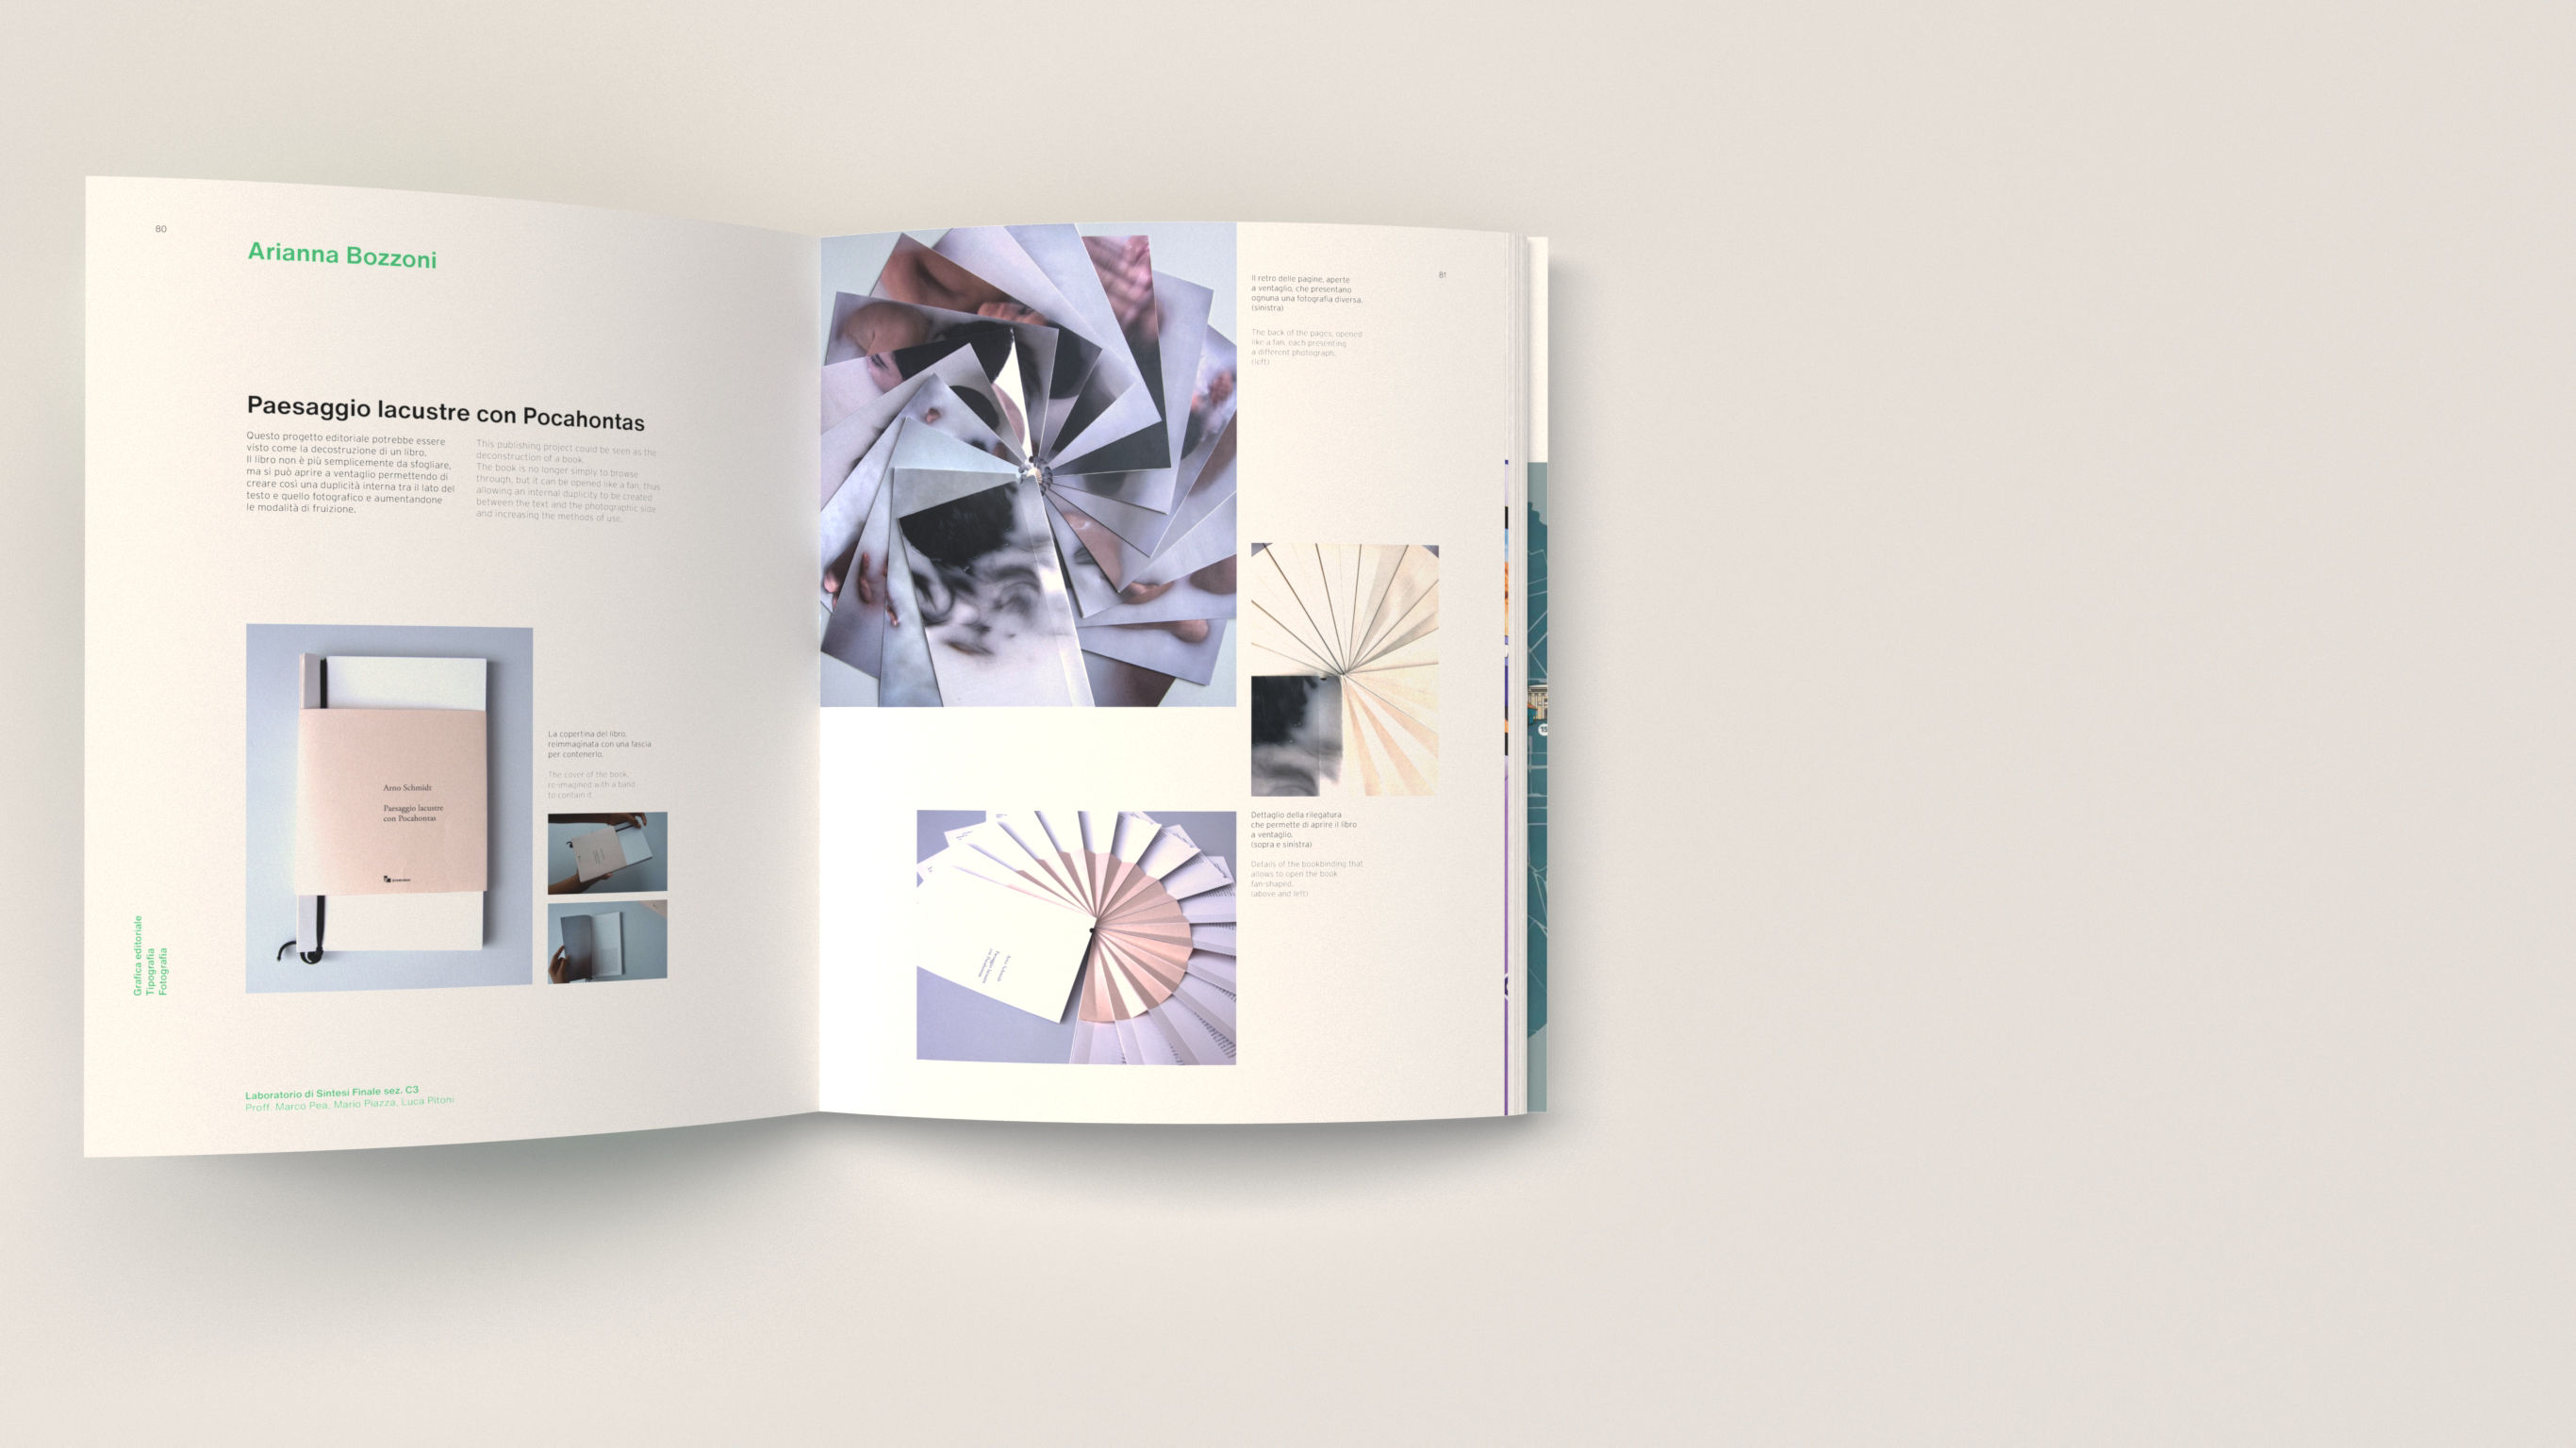 80
Arianna Bozzoni
Paesaggio lacustre con Pocahontas
Questo progetto editoriale potrebbe essere
visto come la decostruzione di un libro.
Il libro non è più semplicemente da sfogliare,
ma si può aprire a ventaglio permettendo di
creare così una duplicità interna tra il lato del
testo e quello fotografico e aumentandone
le modalità di fruizione.
This publishing project could be seen as the
deconstruction of a book.
The book is no longer simply to browse
through, but it can be opened like a fan, thus
allowing an internal duplicity to be created
between the text and the photographic side
and increasing the methods of use.
Arno Schmidt
Paesaggio lacustre
con Pocahontas
La copertina del libro,
reimmaginata con una fascia
per contenerlo.
The cover of the book,
re-imagined with a band
to contain it.
Grafica editoriale
Tipografia
Fotografia
Laboratorio di Sintesi Finale sez. C3
Proff. Marco Pea, Mario Piazza, Luca Pitoni
81
Il retro delle pagine, aperte
a ventaglio, che presentano
ognuna una fotografia diversa.
(sinistra)
The back of the pages, opened
like a fan, each presenting
a different photograph.
(left)
Dettaglio della rilegatura
che permette di aprire il libro
a ventaglio.
(sopra e sinistra)
Details of the bookbinding that
allows to open the book
fan-shaped.
(above and left)
Arno Schmidt
Paesaggio lacustre
con Pocahontas